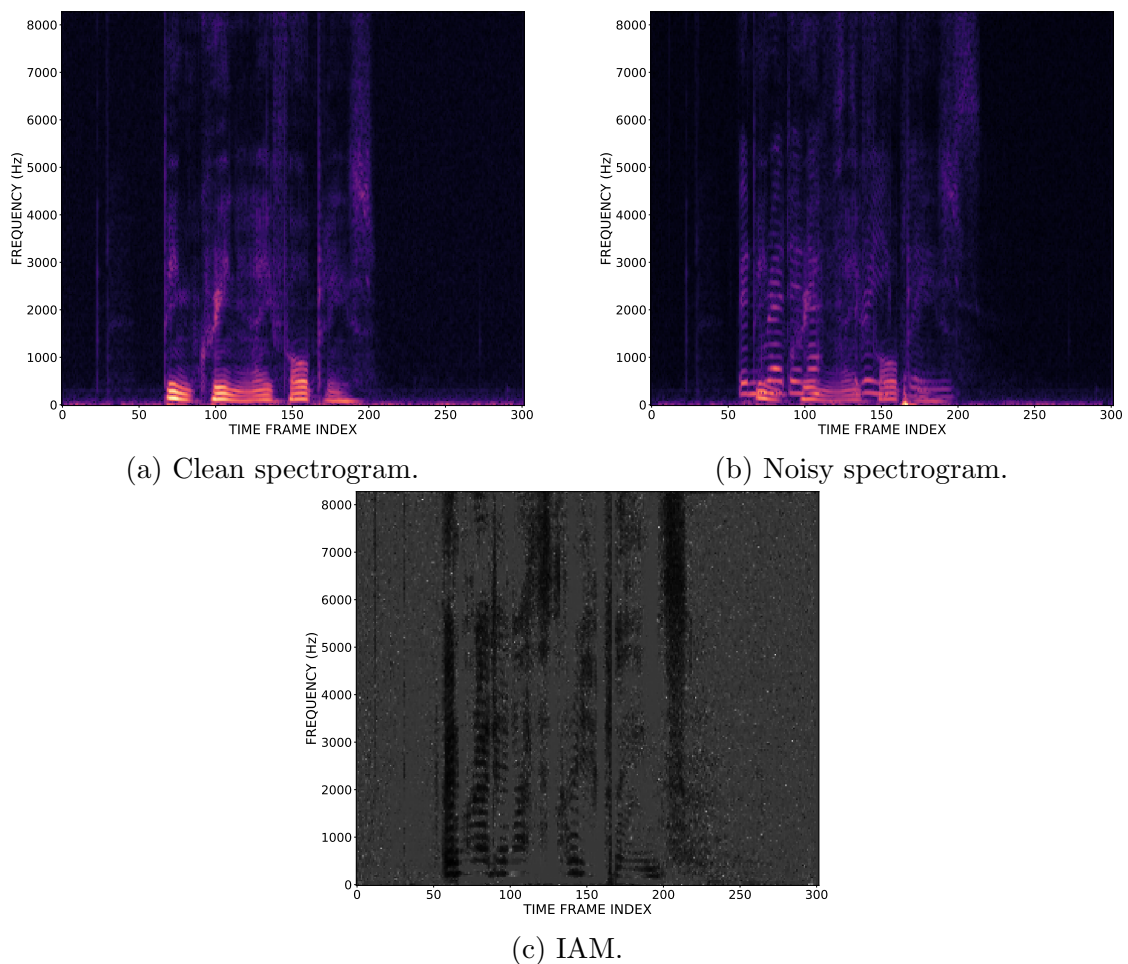 8000
7000
6000
5000
4000
3000
2000
1000
0
FREQUENCY (Hz)
0 50 100 150 200 250 300
TIME FRAME INDEX
(a) Clean spectrogram.
8000
7000
6000
5000
4000
3000
2000
1000
0
FREQUENCY (Hz)
0 50 100 150 200 250 300
TIME FRAME INDEX
(b) Noisy spectrogram.
8000
7000
6000
5000
4000
3000
2000
1000
0
FREQUENCY (Hz)
0 50 100 150 200 250 300
TIME FRAME INDEX
(c) IAM.